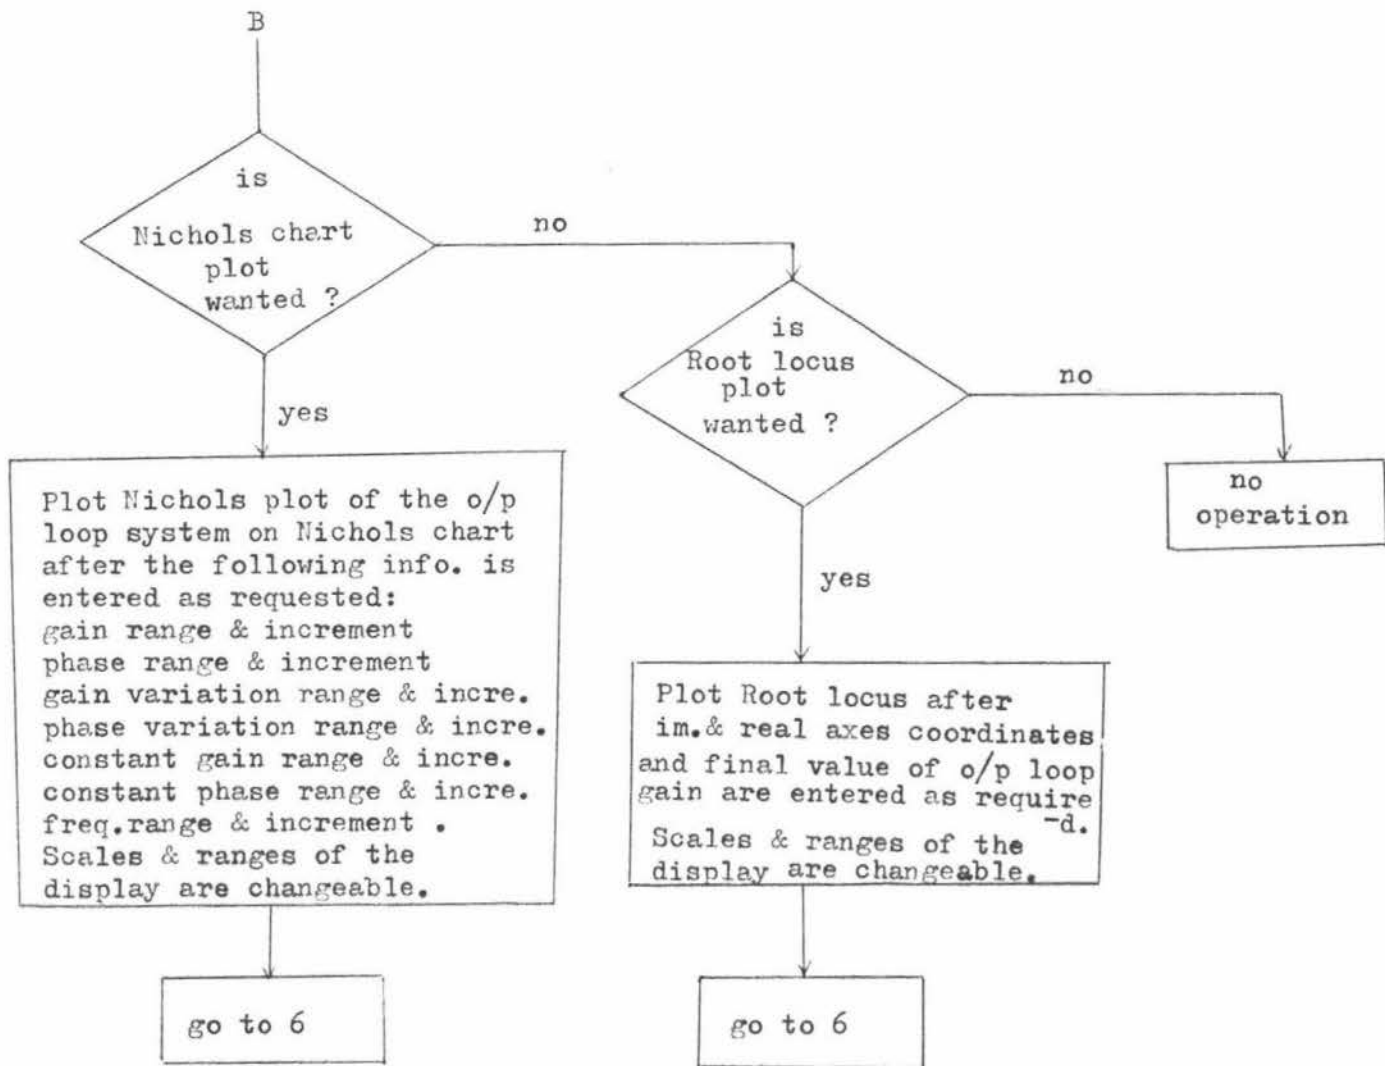 B
is
Nichols chart
plot
wanted ?
no
is
Root locus
plot
wanted ?
no
no
operation
yes
Plot Nichols plot of the o/p
loop system on Nichols chart
after the following info. is
entered as requested:
gain range & increment
phase range & increment
gain variation range & incre.
phase variation range & incre.
constant gain range & incre.
constant phase range & incre.
freq.range & increment .
Scales & ranges of the
display are changeable.
go to 6
yes
Plot Root locus after
im.& real axes coordinates
and final value of o/p loop
gain are entered as require
-d.
Scales & ranges of the
display are changeable.
go to 6